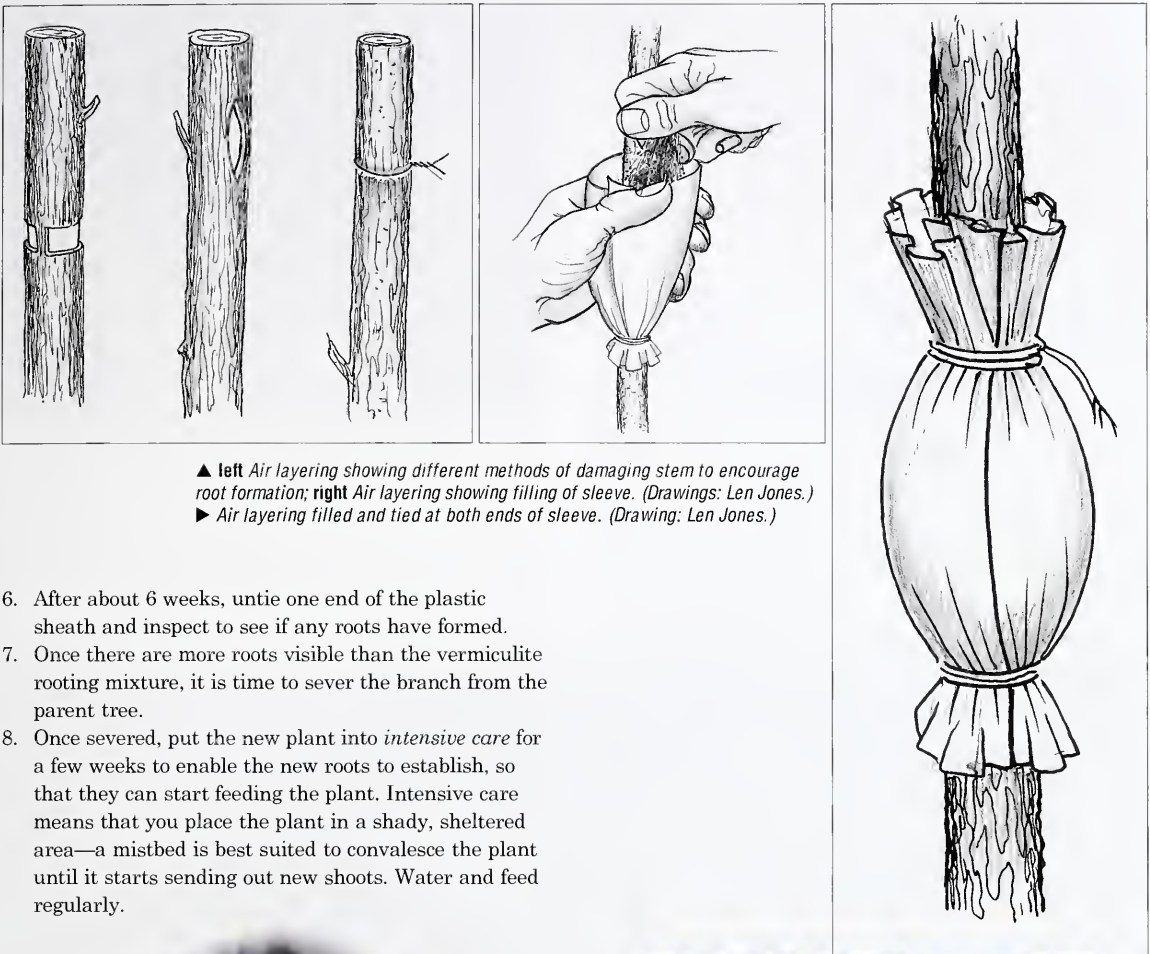 ▲ left Air layering showing different methods of damaging stem to encourage
root formation; right Air layering showing filling of sleeve. (Drawings: Len Jones.)
▶ Air layering filled and tied at both ends of sleeve. (Drawing: Len Jones.)
6. After about 6 weeks, untie one end of the plastic
sheath and inspect to see if any roots have formed.
7. Once there are more roots visible than the vermiculite
rooting mixture, it is time to sever the branch from the
parent tree.
8. Once severed, put the new plant into intensive care for
a few weeks to enable the new roots to establish, so
that they can start feeding the plant. Intensive care
means that you place the plant in a shady, sheltered
area—a mistbed is best suited to convalesce the plant
until it starts sending out new shoots. Water and feed
regularly.